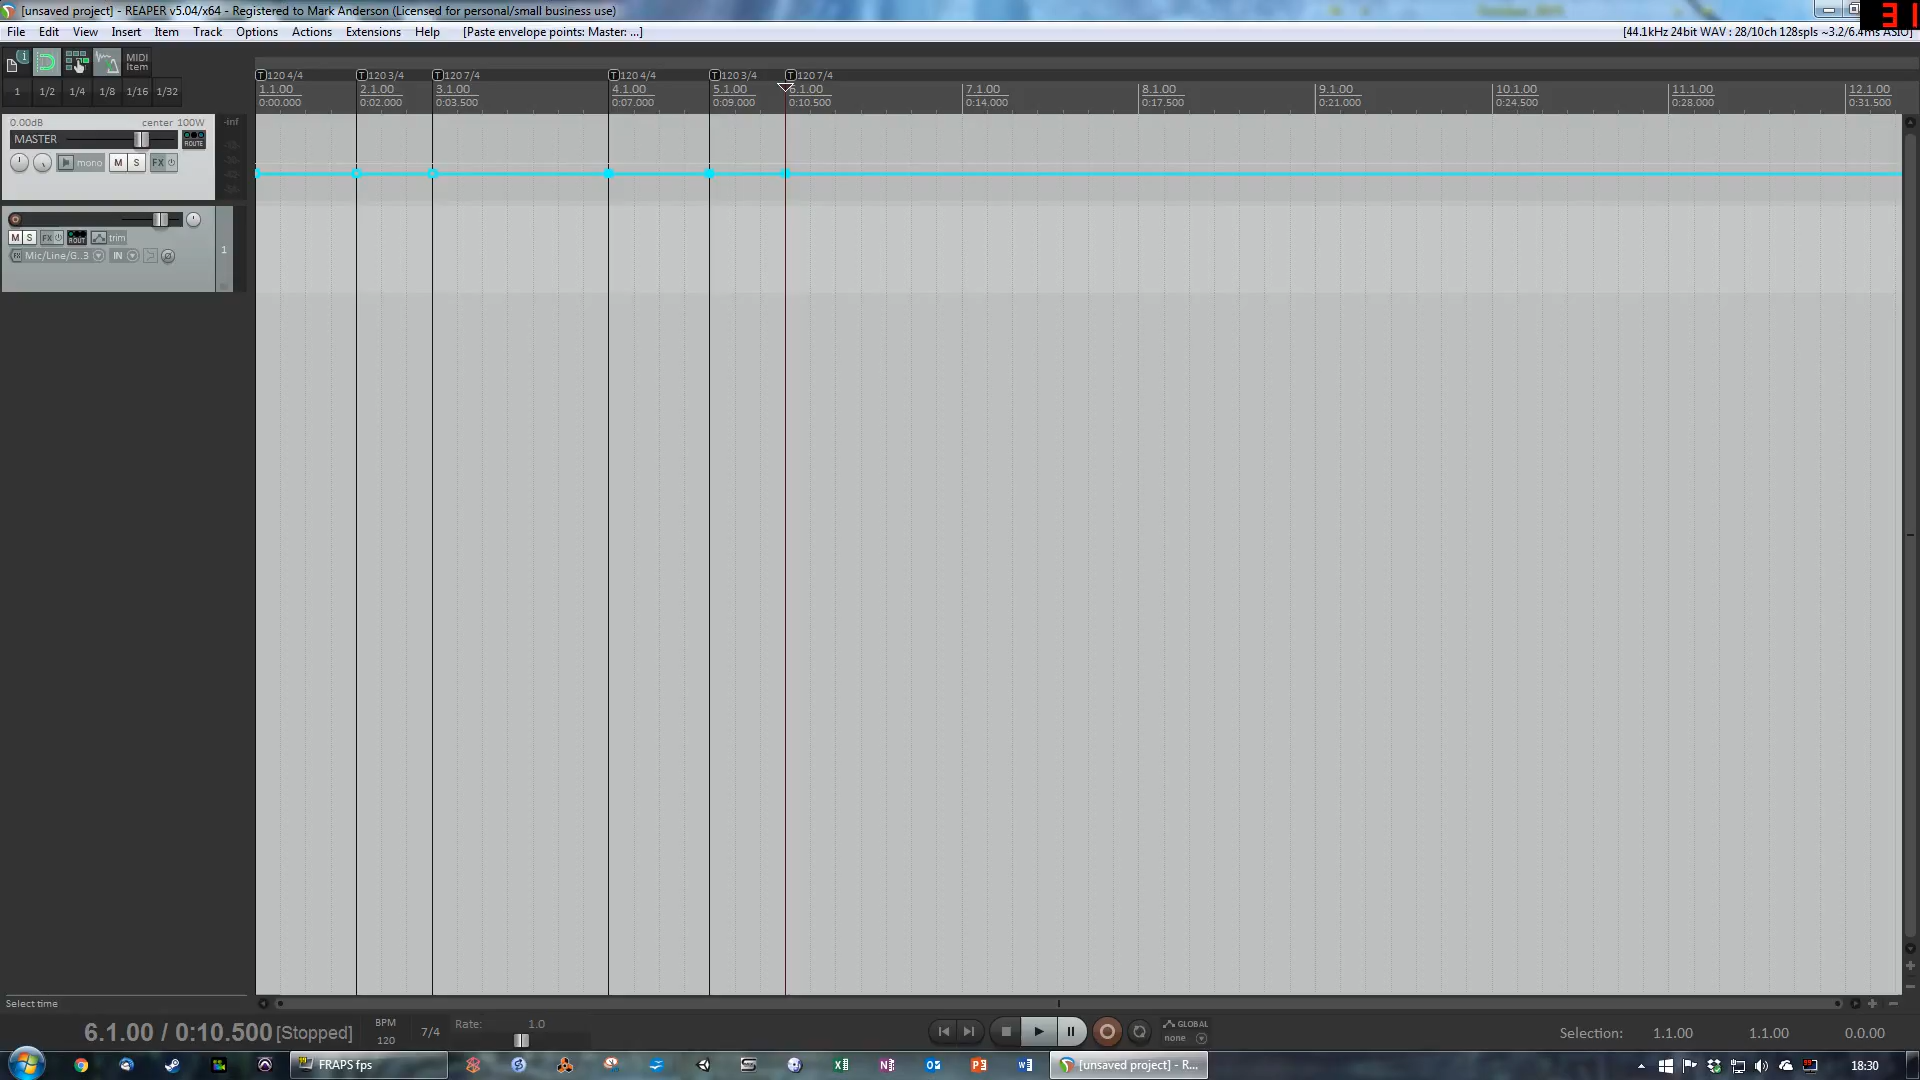 [unsaved project] - REAPER v5.04/x64 - Registered to Mark Anderson (Licensed for personal/small business use)
31
File Edit View Insert Item Track Options Actions Extensions Help [Paste envelope points: Master: ...]
[44.1kHz 24bit WAV : 28/10ch 128spls ~3.2/6.4ms ASIO]
MIDI
Item
1 1/2 1/4 1/8 1/16 1/32
T 120 4/4 T 120 3/4 T 120 7/4 T 120 4/4 T 120 3/4 T 120 7/4
1.1.00 2.1.00 3.1.00 4.1.00 5.1.00 6.1.00 7.1.00 8.1.00 9.1.00 10.1.00 11.1.00 12.1.00
0:00.000 0:02.000 0:03.500 0:07.000 0:09.000 0:10.500 0:14.000 0:17.500 0:21.000 0:24.500 0:28.000 0:31.500
0.00dB center 100W -inf
MASTER ROUTE
mono M S FX
M S FX ROUT trim
Mic/Line/G..3 IN
1
Select time
6.1.00 / 0:10.500 [Stopped]
BPM
120
7/4
Rate: 1.0
GLOBAL
none
Selection: 1.1.00 1.1.00 0.0.00
FRAPS fps
[unsaved project] - R...
18:30